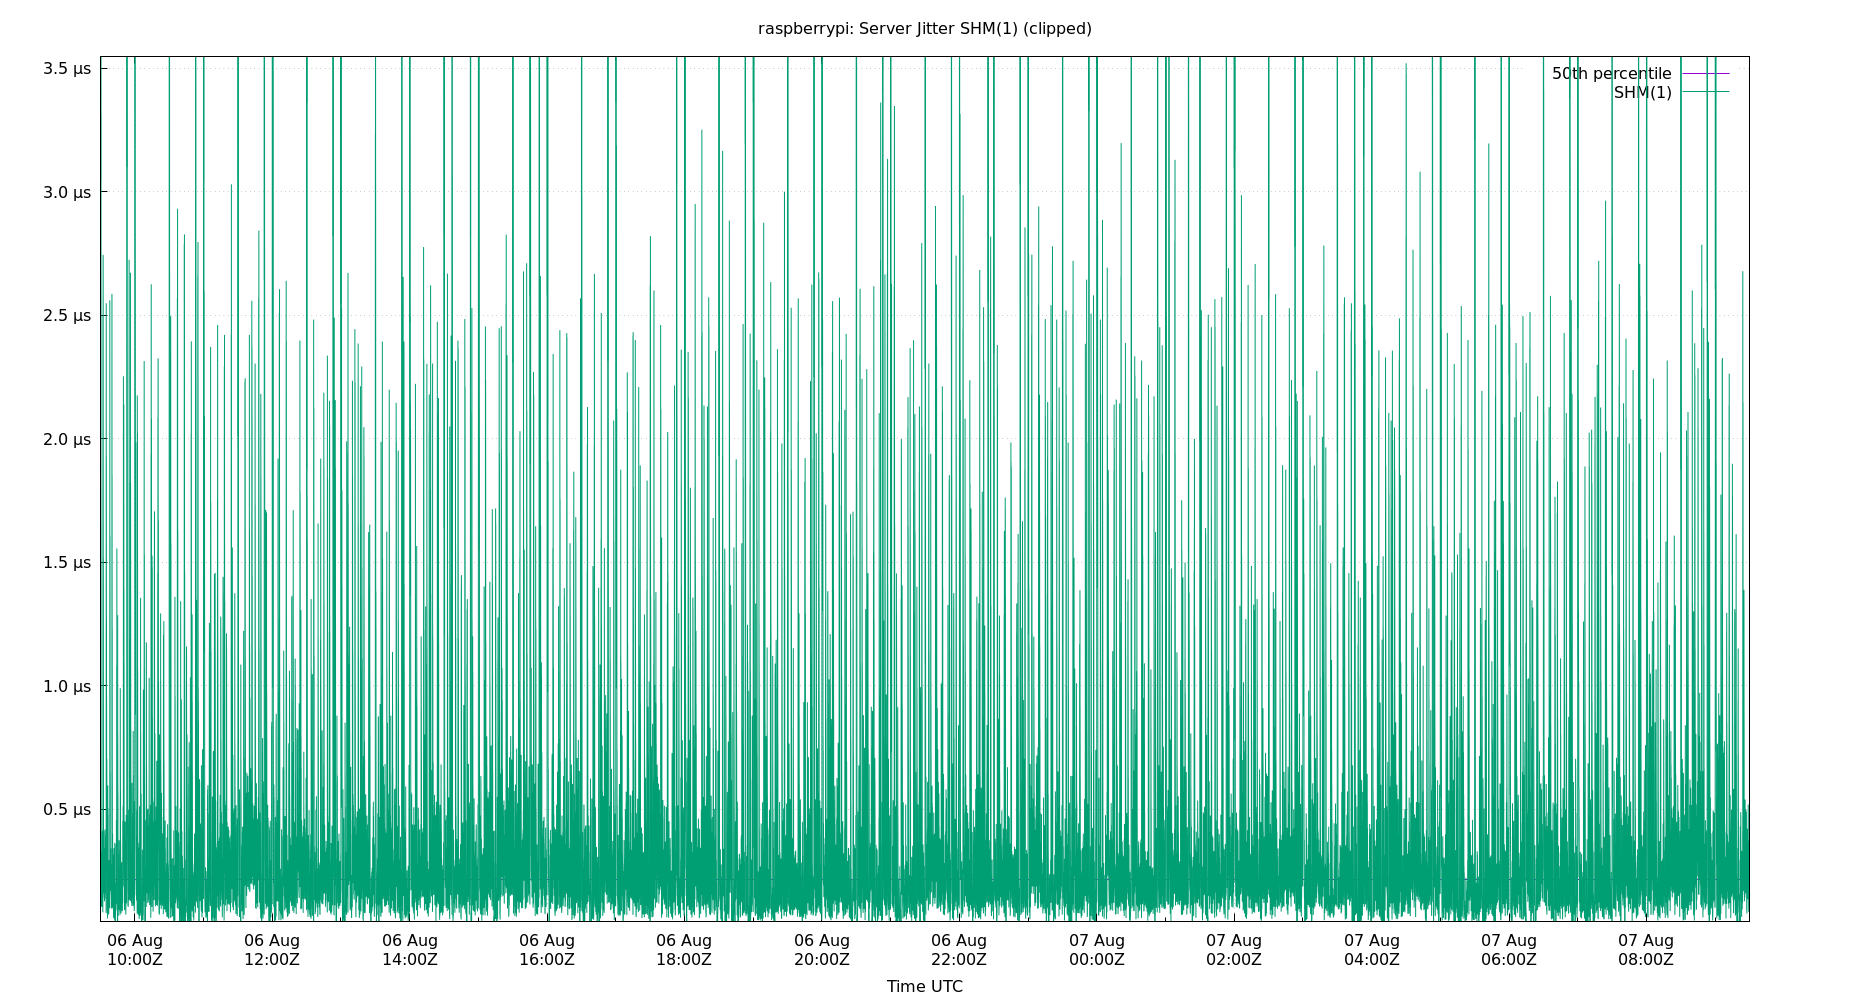 raspberrypi: Server Jitter SHM(1) (clipped)
3.5 µs
3.0 µs
2.5 µs
2.0 µs
1.5 µs
1.0 µs
0.5 µs
50th percentile
SHM(1)
06 Aug 06 Aug 06 Aug 06 Aug 06 Aug 06 Aug 06 Aug 07 Aug 07 Aug 07 Aug 07 Aug 07 Aug
10:00Z 12:00Z 14:00Z 16:00Z 18:00Z 20:00Z 22:00Z 00:00Z 02:00Z 04:00Z 06:00Z 08:00Z
Time UTC